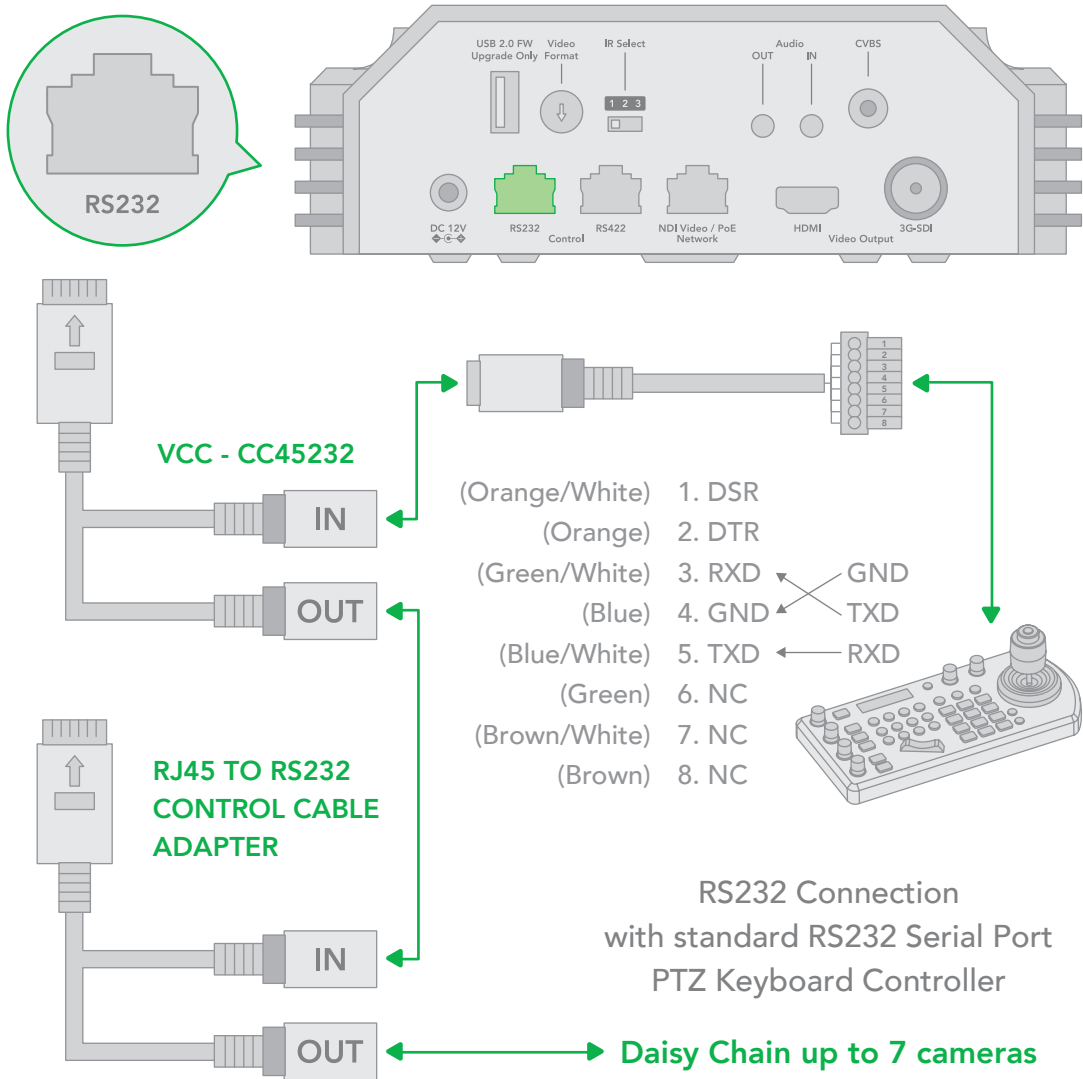 USB 2.0 FW
Upgrade Only
Video
Format
IR Select
1 2 3
Audio
OUT IN
CVBS
RS232
DC 12V
RS232
RS422
Control
NDI Video / PoE
Network
HDMI
3G-SDI
Video Output
1
2
3
4
5
6
7
8
VCC - CC45232
IN
OUT
(Orange/White) 1. DSR
(Orange) 2. DTR
(Green/White) 3. RXD GND
(Blue) 4. GND TXD
(Blue/White) 5. TXD RXD
(Green) 6. NC
(Brown/White) 7. NC
(Brown) 8. NC
RJ45 TO RS232
CONTROL CABLE
ADAPTER
IN
OUT
RS232 Connection
with standard RS232 Serial Port
PTZ Keyboard Controller
Daisy Chain up to 7 cameras